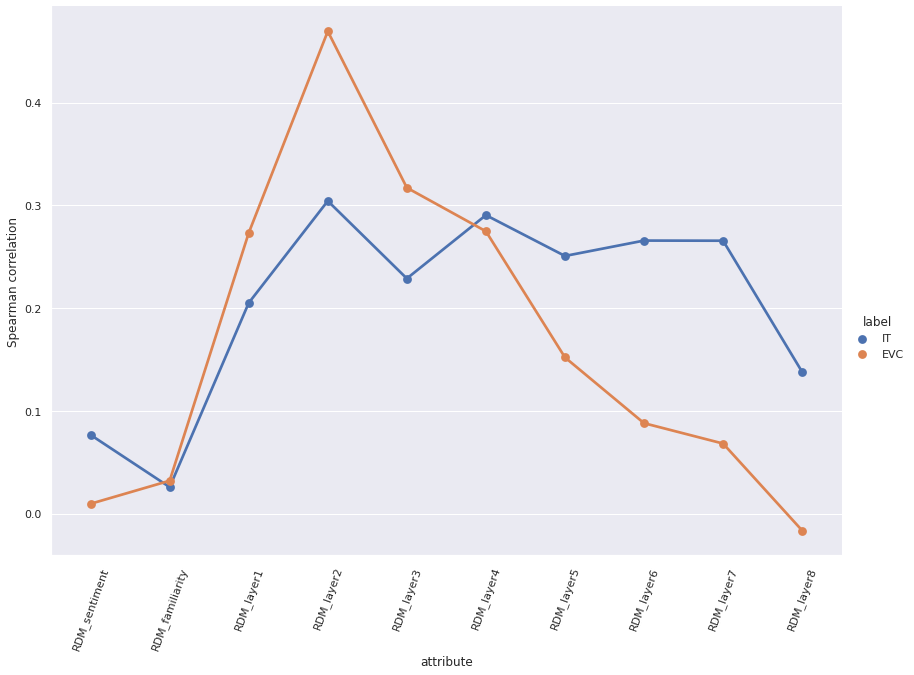 0.4
0.3
0.2
0.1
0.0
Spearman correlation
RDM_sentiment
RDM_familiarity
RDM_layer1
RDM_layer2
RDM_layer3
RDM_layer4
RDM_layer5
RDM_layer6
RDM_layer7
RDM_layer8
attribute
label
IT
EVC